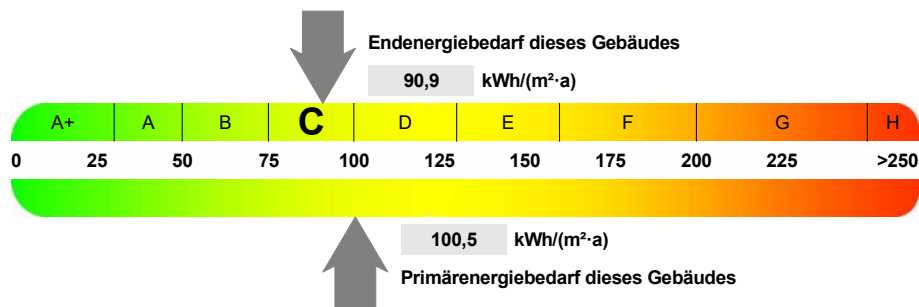 Endenergiebedarf dieses Gebäudes
90,9 kWh/(m²·a)
A+ A B C D E F G H
0 25 50 75 100 125 150 175 200 225 >250
100,5 kWh/(m²·a)
Primärenergiebedarf dieses Gebäudes